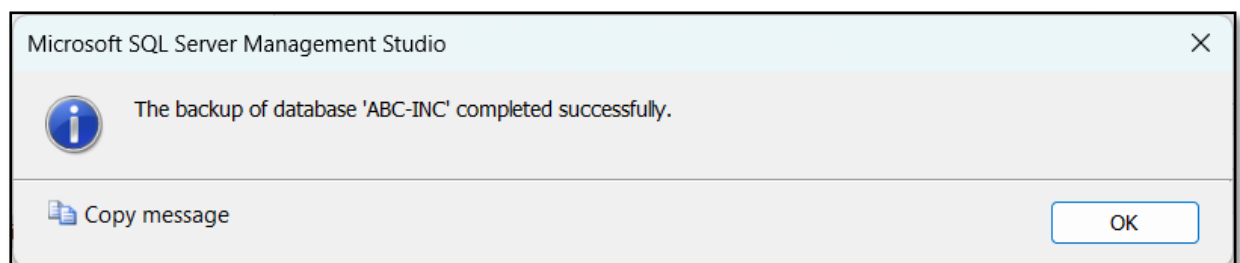 Microsoft SQL Server Management Studio
The backup of database 'ABC-INC' completed successfully.
Copy message
OK